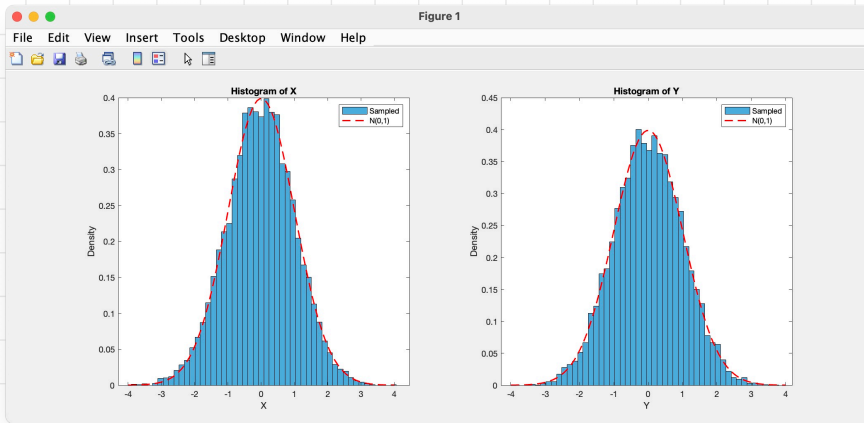 Figure 1
File Edit View Insert Tools Desktop Window Help
Histogram of X
Sampled
N(0,1)
0.4
0.35
0.3
0.25
0.2
0.15
0.1
0.05
0
Density
-4 -3 -2 -1 0 1 2 3 4
X
Histogram of Y
Sampled
N(0,1)
0.45
0.4
0.35
0.3
0.25
0.2
0.15
0.1
0.05
0
Density
-4 -3 -2 -1 0 1 2 3 4
Y